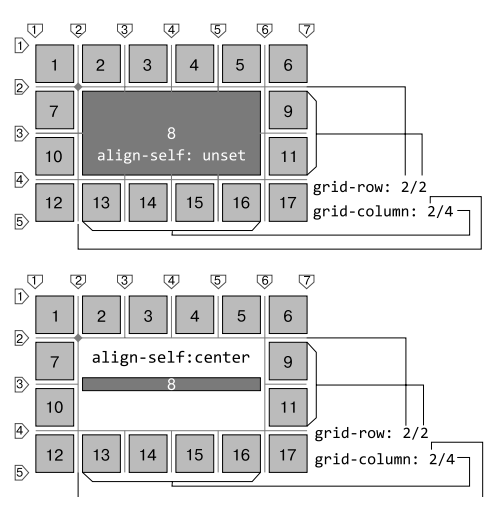 1 2 3 4 5 6 7
1
1 2 3 4 5 6
2
7 9
8
3
align-self: unset
10 11
4
grid-row: 2/2
12 13 14 15 16 17
grid-column: 2/4
5
1 2 3 4 5 6 7
1
1 2 3 4 5 6
2
7 align-self:center 9
3 8
10 11
4
grid-row: 2/2
12 13 14 15 16 17
grid-column: 2/4
5